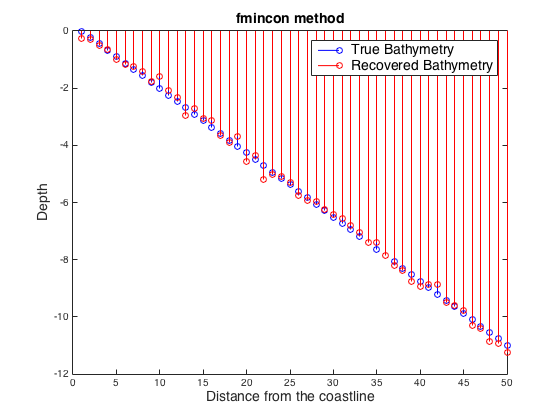 fmincon method
True Bathymetry
Recovered Bathymetry
0
-2
-4
-6
-8
-10
-12
Depth
0 5 10 15 20 25 30 35 40 45 50
Distance from the coastline